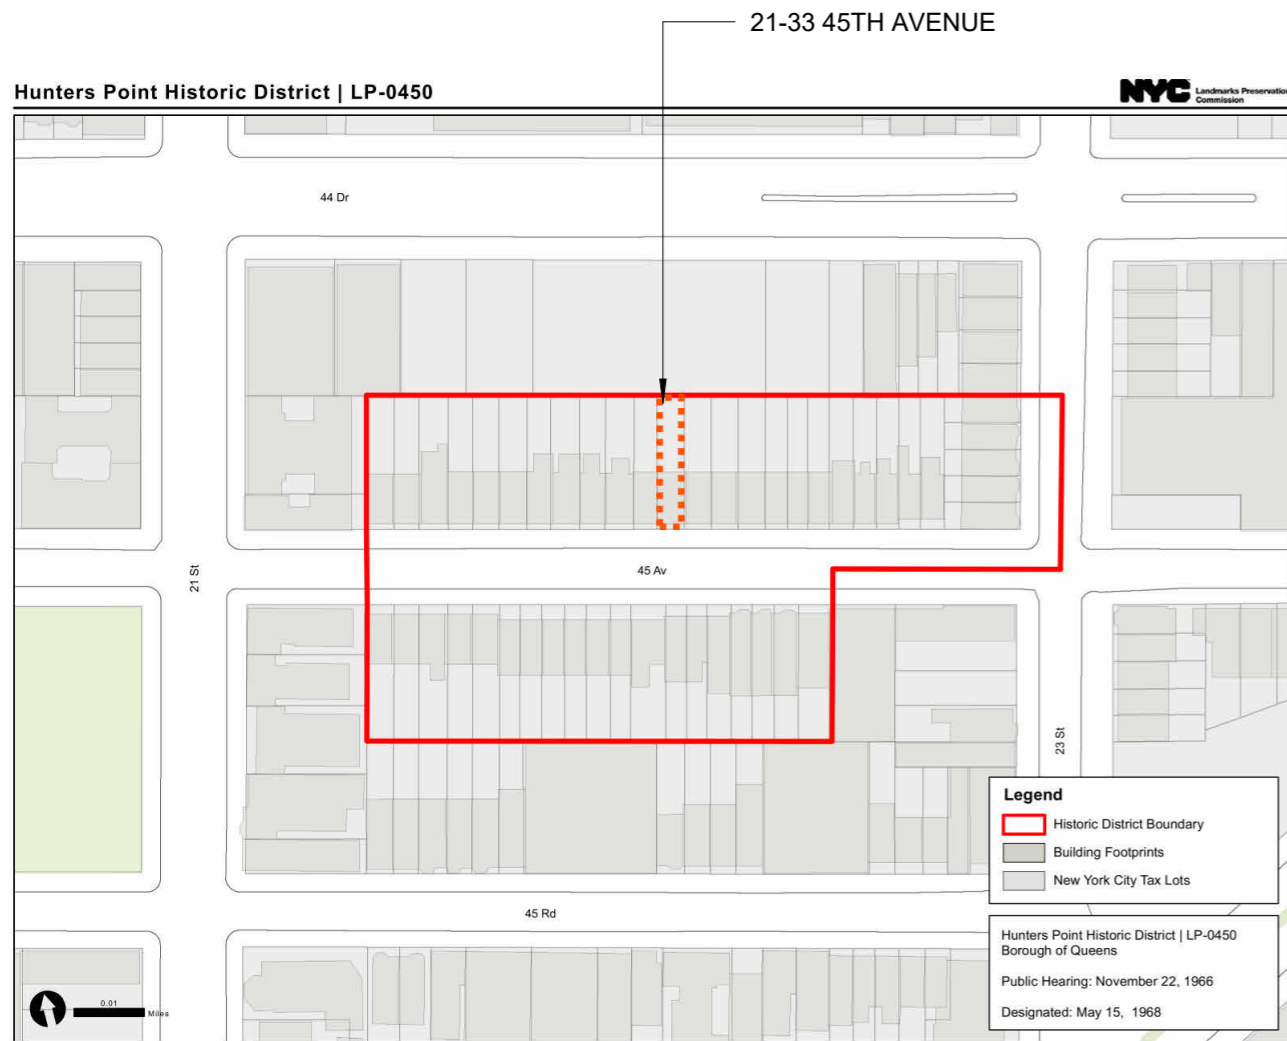 21-33 45TH AVENUE
Hunters Point Historic District | LP-0450
NYC Landmarks Preservation
Commission
44 Dr
21 St
45 Av
23 St
45 Rd
Legend
Historic District Boundary
Building Footprints
New York City Tax Lots
Hunters Point Historic District | LP-0450
Borough of Queens
Public Hearing: November 22, 1966
Designated: May 15, 1968
0.01
Miles